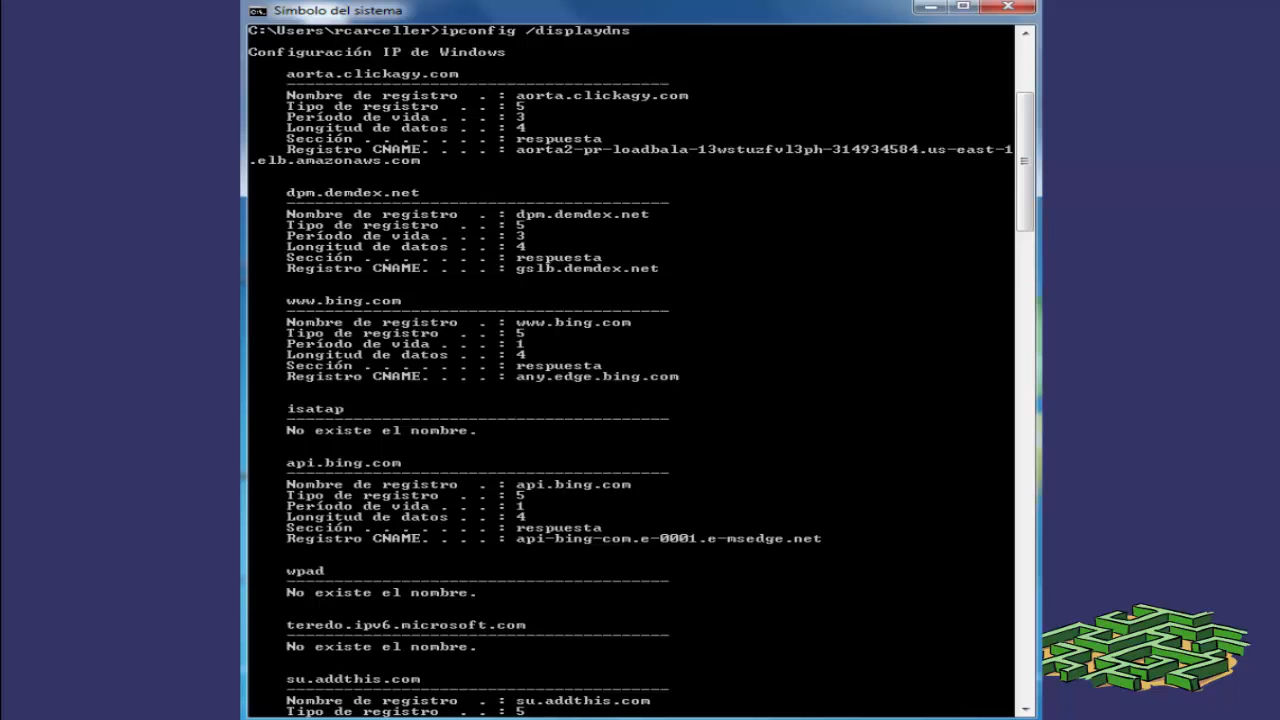 Símbolo del sistema
C:\Users\rcarceller>ipconfig /displaydns
Configuración IP de Windows
aorta.clickagy.com
----------------------------------------
Nombre de registro . : aorta.clickagy.com
Tipo de registro . . : 5
Período de vida . . . : 3
Longitud de datos . . : 4
Sección . . . . . . . : respuesta
Registro CNAME. . . . : aorta2-pr-loadbala-13wstuzfvl3ph-314934584.us-east-1
.elb.amazonaws.com
dpm.demdex.net
----------------------------------------
Nombre de registro . : dpm.demdex.net
Tipo de registro . . : 5
Período de vida . . . : 3
Longitud de datos . . : 4
Sección . . . . . . . : respuesta
Registro CNAME. . . . : gslb.demdex.net
www.bing.com
----------------------------------------
Nombre de registro . : www.bing.com
Tipo de registro . . : 5
Período de vida . . . : 1
Longitud de datos . . : 4
Sección . . . . . . . : respuesta
Registro CNAME. . . . : any.edge.bing.com
isatap
----------------------------------------
No existe el nombre.
api.bing.com
----------------------------------------
Nombre de registro . : api.bing.com
Tipo de registro . . : 5
Período de vida . . . : 1
Longitud de datos . . : 4
Sección . . . . . . . : respuesta
Registro CNAME. . . . : api-bing-com.e-0001.e-msedge.net
wpad
----------------------------------------
No existe el nombre.
teredo.ipv6.microsoft.com
----------------------------------------
No existe el nombre.
su.addthis.com
----------------------------------------
Nombre de registro . : su.addthis.com
Tipo de registro . . : 5